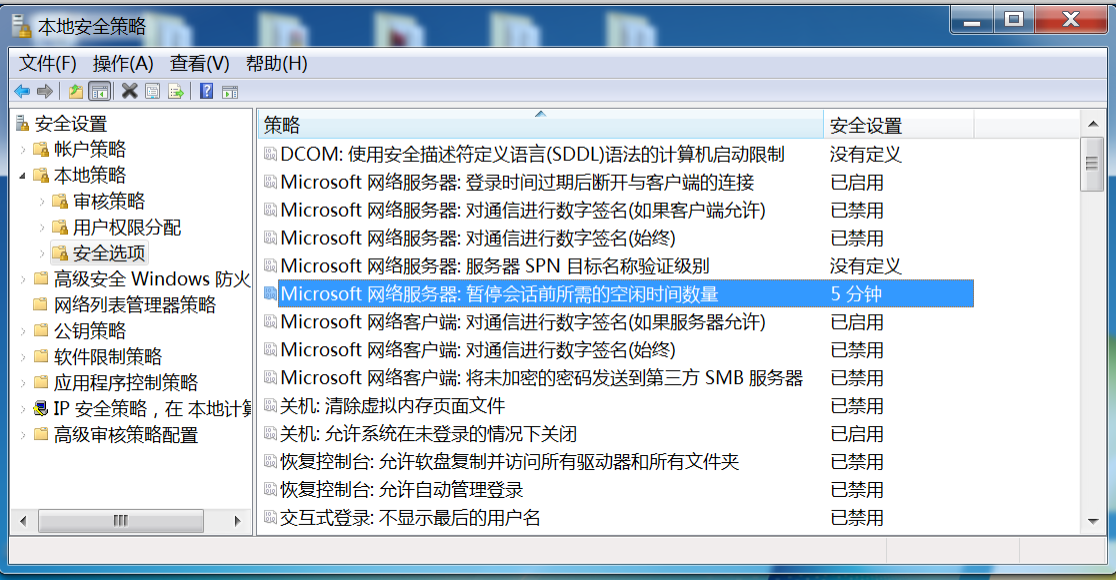 本地安全策略
文件(F) 操作(A) 查看(V) 帮助(H)
安全设置
帐户策略
本地策略
审核策略
用户权限分配
安全选项
高级安全 Windows 防火
网络列表管理器策略
公钥策略
软件限制策略
应用程序控制策略
IP 安全策略，在 本地计算
高级审核策略配置
策略 安全设置
DCOM: 使用安全描述符定义语言(SDDL)语法的计算机启动限制 没有定义
Microsoft 网络服务器: 登录时间过期后断开与客户端的连接 已启用
Microsoft 网络服务器: 对通信进行数字签名(如果客户端允许) 已禁用
Microsoft 网络服务器: 对通信进行数字签名(始终) 已禁用
Microsoft 网络服务器: 服务器 SPN 目标名称验证级别 没有定义
Microsoft 网络服务器: 暂停会话前所需的空闲时间数量 5 分钟
Microsoft 网络客户端: 对通信进行数字签名(如果服务器允许) 已启用
Microsoft 网络客户端: 对通信进行数字签名(始终) 已禁用
Microsoft 网络客户端: 将未加密的密码发送到第三方 SMB 服务器 已禁用
关机: 清除虚拟内存页面文件 已禁用
关机: 允许系统在未登录的情况下关闭 已启用
恢复控制台: 允许软盘复制并访问所有驱动器和所有文件夹 已禁用
恢复控制台: 允许自动管理登录 已禁用
交互式登录: 不显示最后的用户名 已禁用